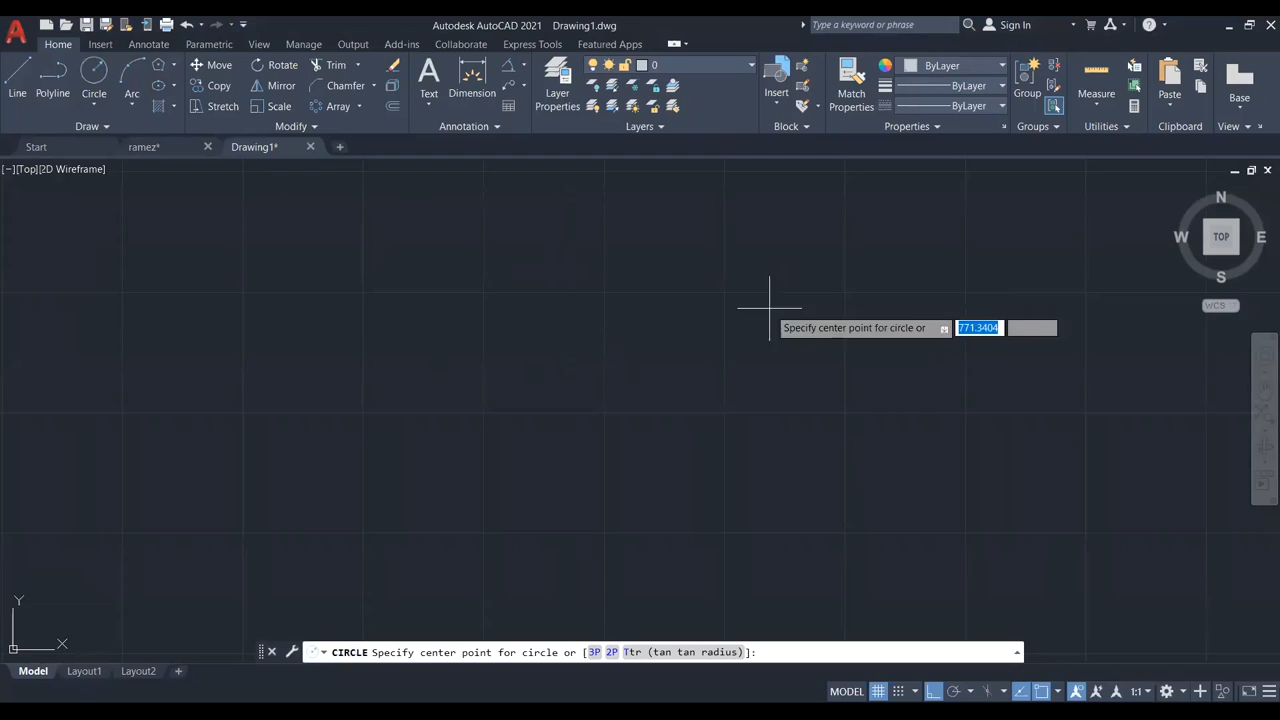 Autodesk AutoCAD 2021 Drawing1.dwg
Type a keyword or phrase
Sign In
Home Insert Annotate Parametric View Manage Output Add-ins Collaborate Express Tools Featured Apps
Move Rotate Trim
Copy Mirror Chamfer
Stretch Scale Array
Line Polyline Circle Arc
Text Dimension
Layer Properties
0
Insert
Match Properties
ByLayer
ByLayer
ByLayer
Group
Measure
Paste
Base
Draw Modify Annotation Layers Block Properties Groups Utilities Clipboard View
Start ramez* Drawing1*
[−][Top][2D Wireframe]
N
W TOP E
S
WCS
Specify center point for circle or 771.3404
Y
X
CIRCLE Specify center point for circle or [3P 2P Ttr (tan tan radius)]:
Model Layout1 Layout2
MODEL 1:1